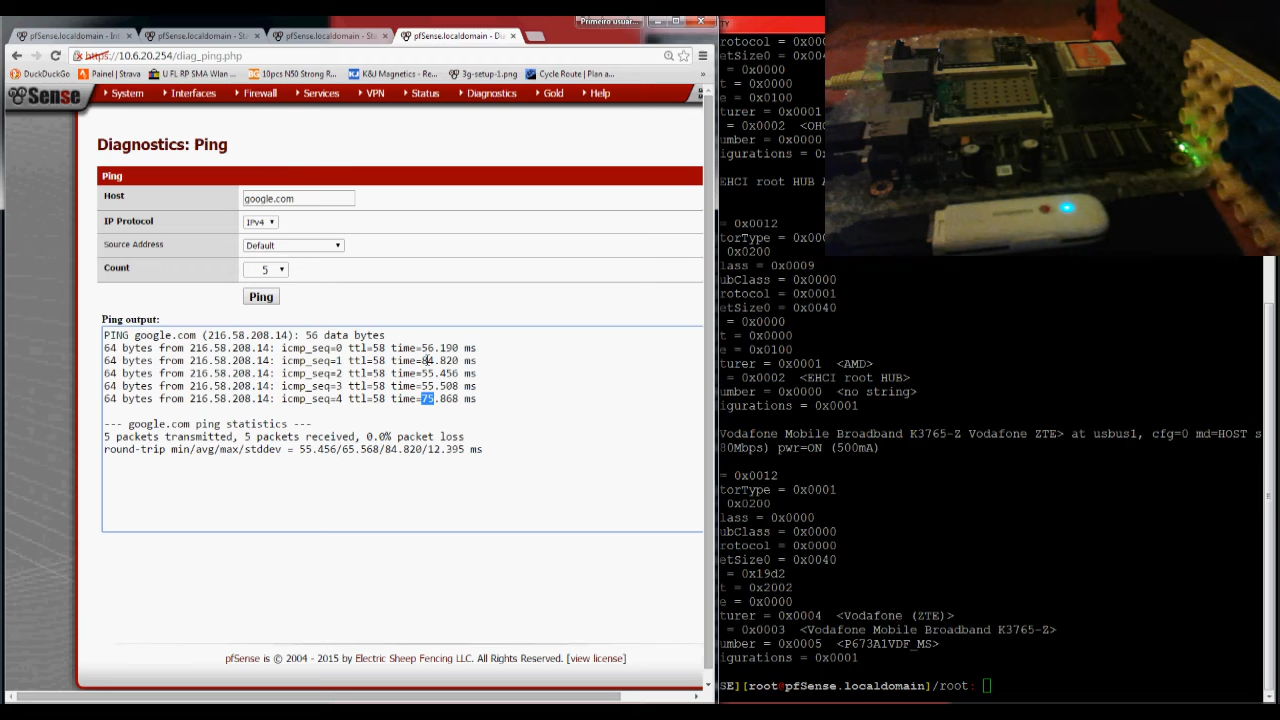 Primeiro usuar...
pfSense.localdomain - Int
pfSense.localdomain - Sta
pfSense.localdomain - Sta
pfSense.localdomain - Dia
https://10.6.20.254/diag_ping.php
DuckDuckGo
Painel | Strava
U FL RP SMA Wlan ...
10pcs N50 Strong R...
K&J Magnetics - Re...
3g-setup-1.png
Cycle Route | Plan a...
»
Sense
System
Interfaces
Firewall
Services
VPN
Status
Diagnostics
Gold
Help
Diagnostics: Ping
Ping
Host
google.com
IP Protocol
IPv4
Source Address
Default
Count
5
Ping
Ping output:
PING google.com (216.58.208.14): 56 data bytes
64 bytes from 216.58.208.14: icmp_seq=0 ttl=58 time=56.190 ms
64 bytes from 216.58.208.14: icmp_seq=1 ttl=58 time=84.820 ms
64 bytes from 216.58.208.14: icmp_seq=2 ttl=58 time=55.456 ms
64 bytes from 216.58.208.14: icmp_seq=3 ttl=58 time=55.508 ms
64 bytes from 216.58.208.14: icmp_seq=4 ttl=58 time=75.868 ms
--- google.com ping statistics ---
5 packets transmitted, 5 packets received, 0.0% packet loss
round-trip min/avg/max/stddev = 55.456/65.568/84.820/12.395 ms
pfSense is © 2004 - 2015 by Electric Sheep Fencing LLC. All Rights Reserved. [view license]
rotocol = 0x000
etSize0 = 0x004
= 0x0000
t = 0x0000
e = 0x0100
turer = 0x0001
= 0x0002 <OHC
umber = 0x0000
igurations = 0x
EHCI root HUB A
= 0x0012
torType = 0x000
0x0200
lass = 0x0009
ubClass = 0x0000
rotocol = 0x0001
etSize0 = 0x0040
= 0x0000
t = 0x0000
e = 0x0100
turer = 0x0001 <AMD>
= 0x0002 <EHCI root HUB>
umber = 0x0000 <no string>
igurations = 0x0001
Vodafone Mobile Broadband K3765-Z Vodafone ZTE> at usbus1, cfg=0 md=HOST s
80Mbps) pwr=ON (500mA)
= 0x0012
torType = 0x0001
0x0200
lass = 0x0000
ubClass = 0x0000
rotocol = 0x0000
etSize0 = 0x0040
= 0x19d2
t = 0x2002
e = 0x0000
turer = 0x0004 <Vodafone (ZTE)>
= 0x0003 <Vodafone Mobile Broadband K3765-Z>
umber = 0x0005 <P673A1VDF_MS>
igurations = 0x0001
SE][root@pfSense.localdomain]/root: